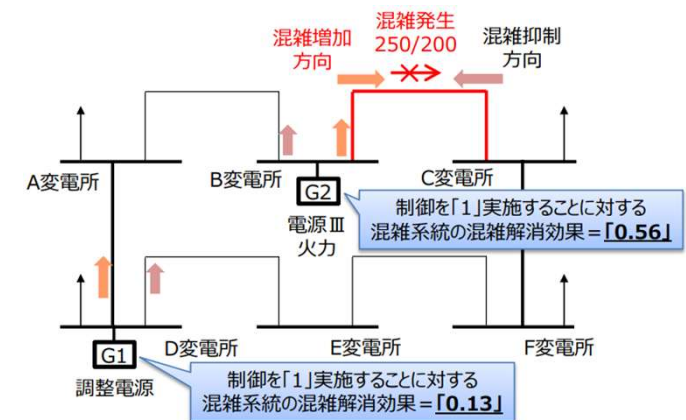 混雑発生
250/200
混雑増加
方向
混雑抑制
方向
A変電所
B変電所
C変電所
G2
電源Ⅲ
火力
制御を「1」実施することに対する
混雑系統の混雑解消効果=「0.56」
G1
調整電源
D変電所
E変電所
F変電所
制御を「1」実施することに対する
混雑系統の混雑解消効果=「0.13」